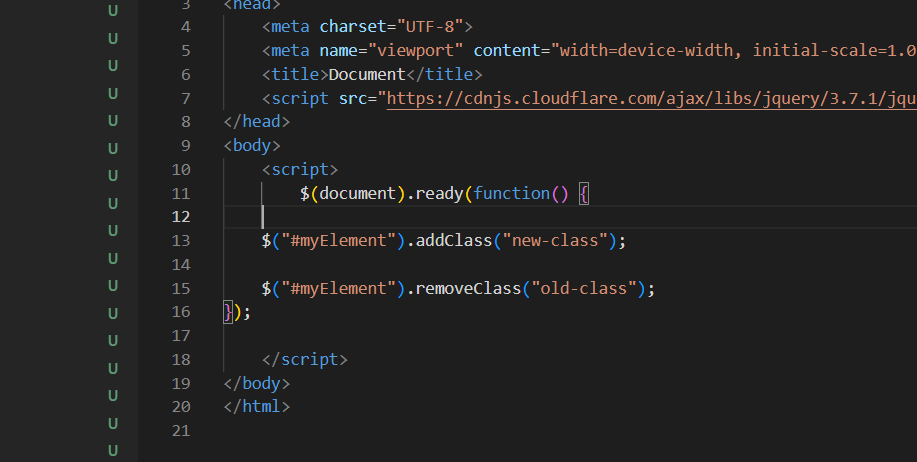 U 3 <head>
U 4 <meta charset="UTF-8">
U 5 <meta name="viewport" content="width=device-width, initial-scale=1.0
U 6 <title>Document</title>
U 7 <script src="https://cdnjs.cloudflare.com/ajax/libs/jquery/3.7.1/jqu
U 8 </head>
U 9 <body>
U 10 <script>
U 11 $(document).ready(function() {
U 12
U 13 $("#myElement").addClass("new-class");
U 14
U 15 $("#myElement").removeClass("old-class");
U 16 });
U 17
U 18 </script>
U 19 </body>
20 </html>
21